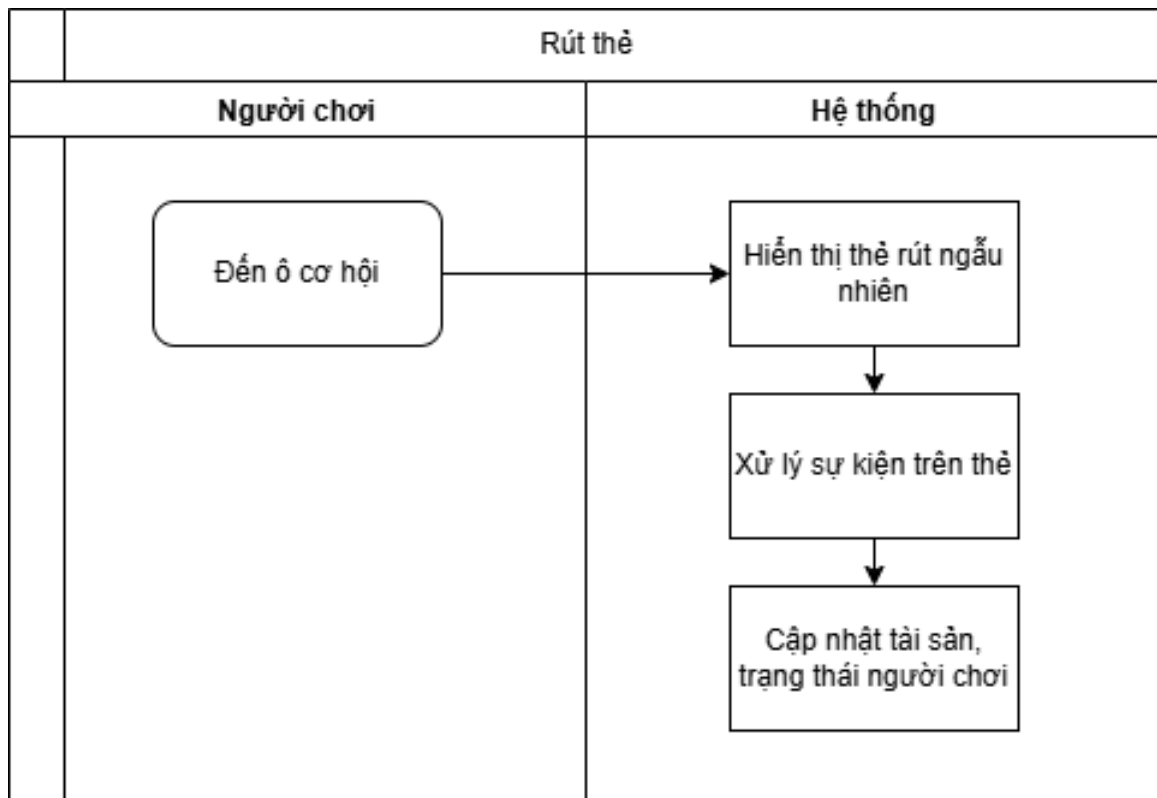 Rút thẻ
Người chơi
Hệ thống
Đến ô cơ hội
Hiển thị thẻ rút ngẫu
nhiên
Xử lý sự kiện trên thẻ
Cập nhật tài sản,
trạng thái người chơi